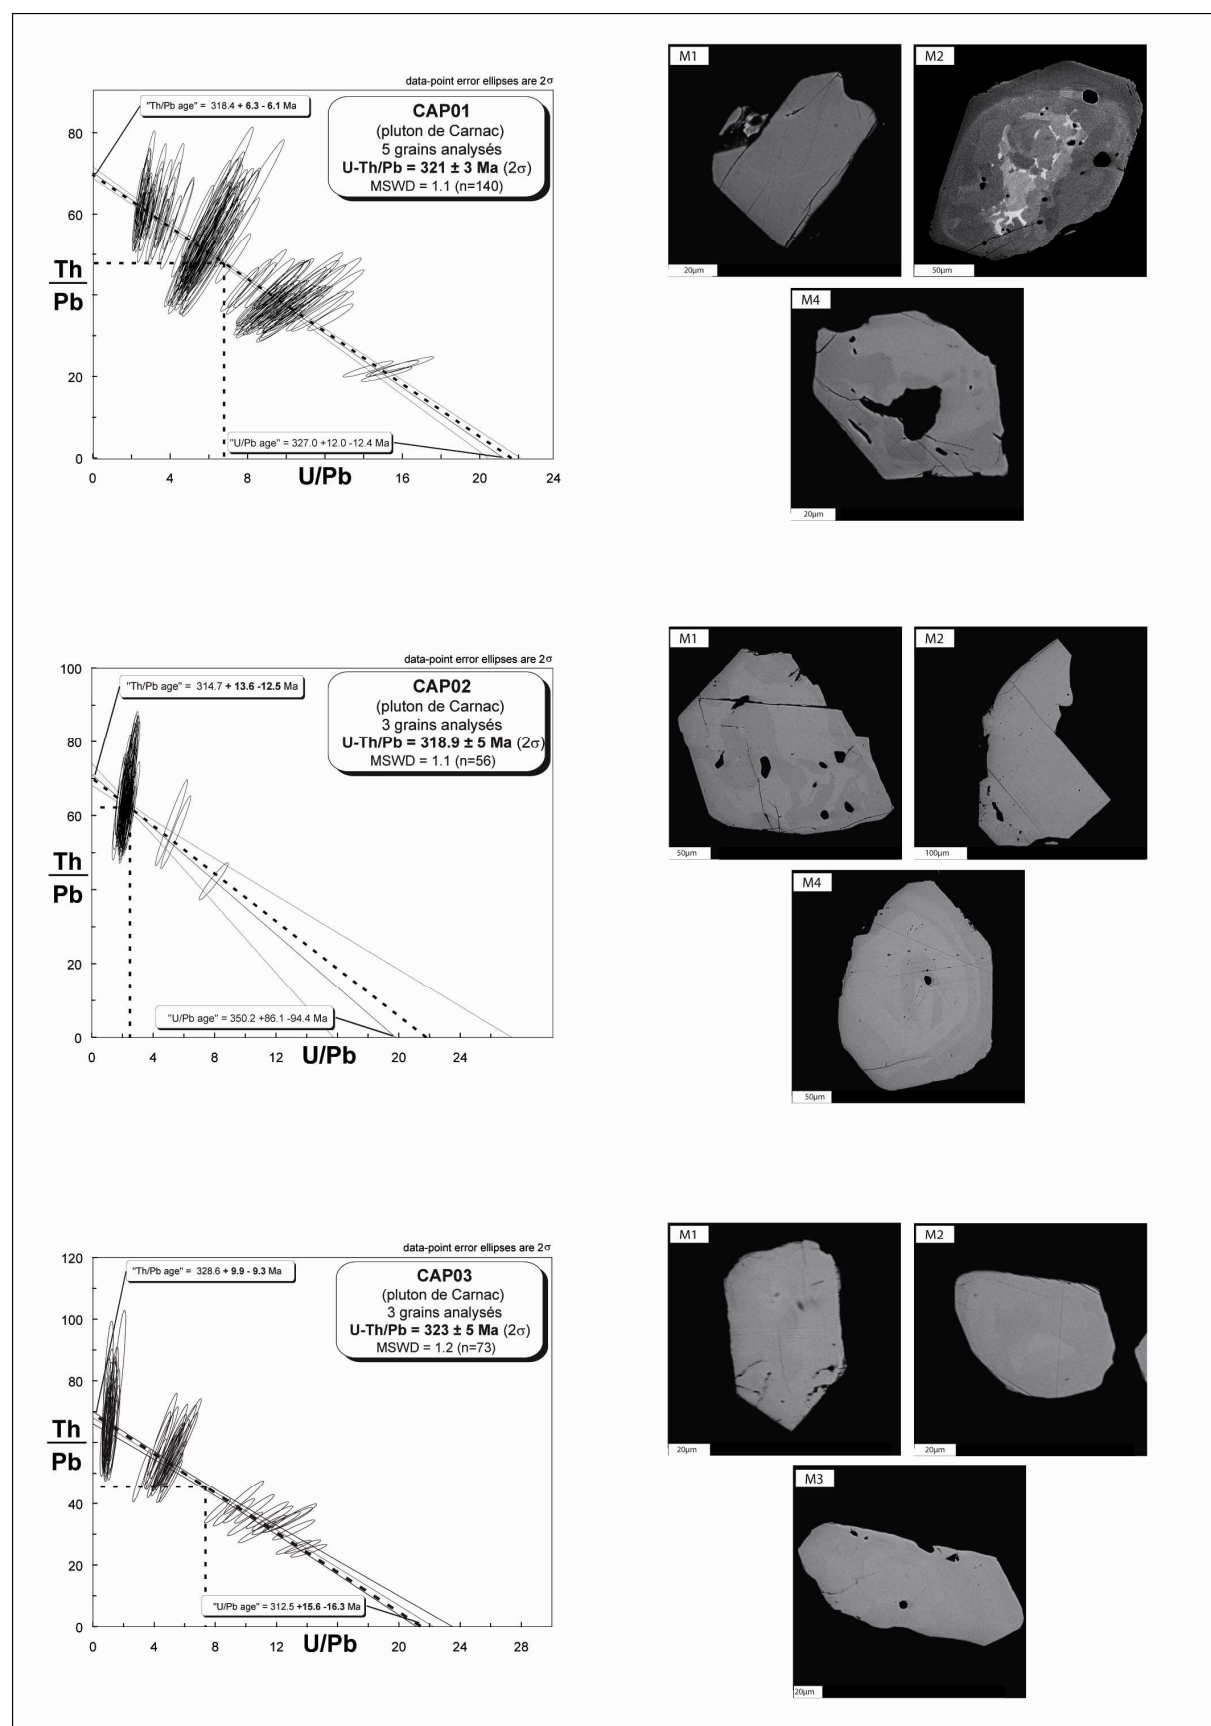 data-point error ellipses are 2σ
"Th/Pb age" = 318.4 + 6.3 - 6.1 Ma
CAP01
(pluton de Carnac)
5 grains analysés
U-Th/Pb = 321 ± 3 Ma (2σ)
MSWD = 1.1 (n=140)
80
60
Th
Pb
20
0
"U/Pb age" = 327.0 +12.0 -12.4 Ma
0 4 8 U/Pb 16 20 24
M1
20µm
M2
50µm
M4
20µm
data-point error ellipses are 2σ
100
"Th/Pb age" = 314.7 + 13.6 -12.5 Ma
CAP02
(pluton de Carnac)
3 grains analysés
U-Th/Pb = 318.9 ± 5 Ma (2σ)
MSWD = 1.1 (n=56)
80
60
Th
Pb
20
0
"U/Pb age" = 350.2 +86.1 -94.4 Ma
0 4 8 12 U/Pb 20 24
M1
50µm
M2
100µm
M4
50µm
data-point error ellipses are 2σ
120
"Th/Pb age" = 328.6 + 9.9 - 9.3 Ma
CAP03
(pluton de Carnac)
3 grains analysés
U-Th/Pb = 323 ± 5 Ma (2σ)
MSWD = 1.2 (n=73)
100
80
Th
Pb
40
20
0
"U/Pb age" = 312.5 +15.6 -16.3 Ma
0 4 8 12 U/Pb 20 24 28
M1
20µm
M2
20µm
M3
20µm